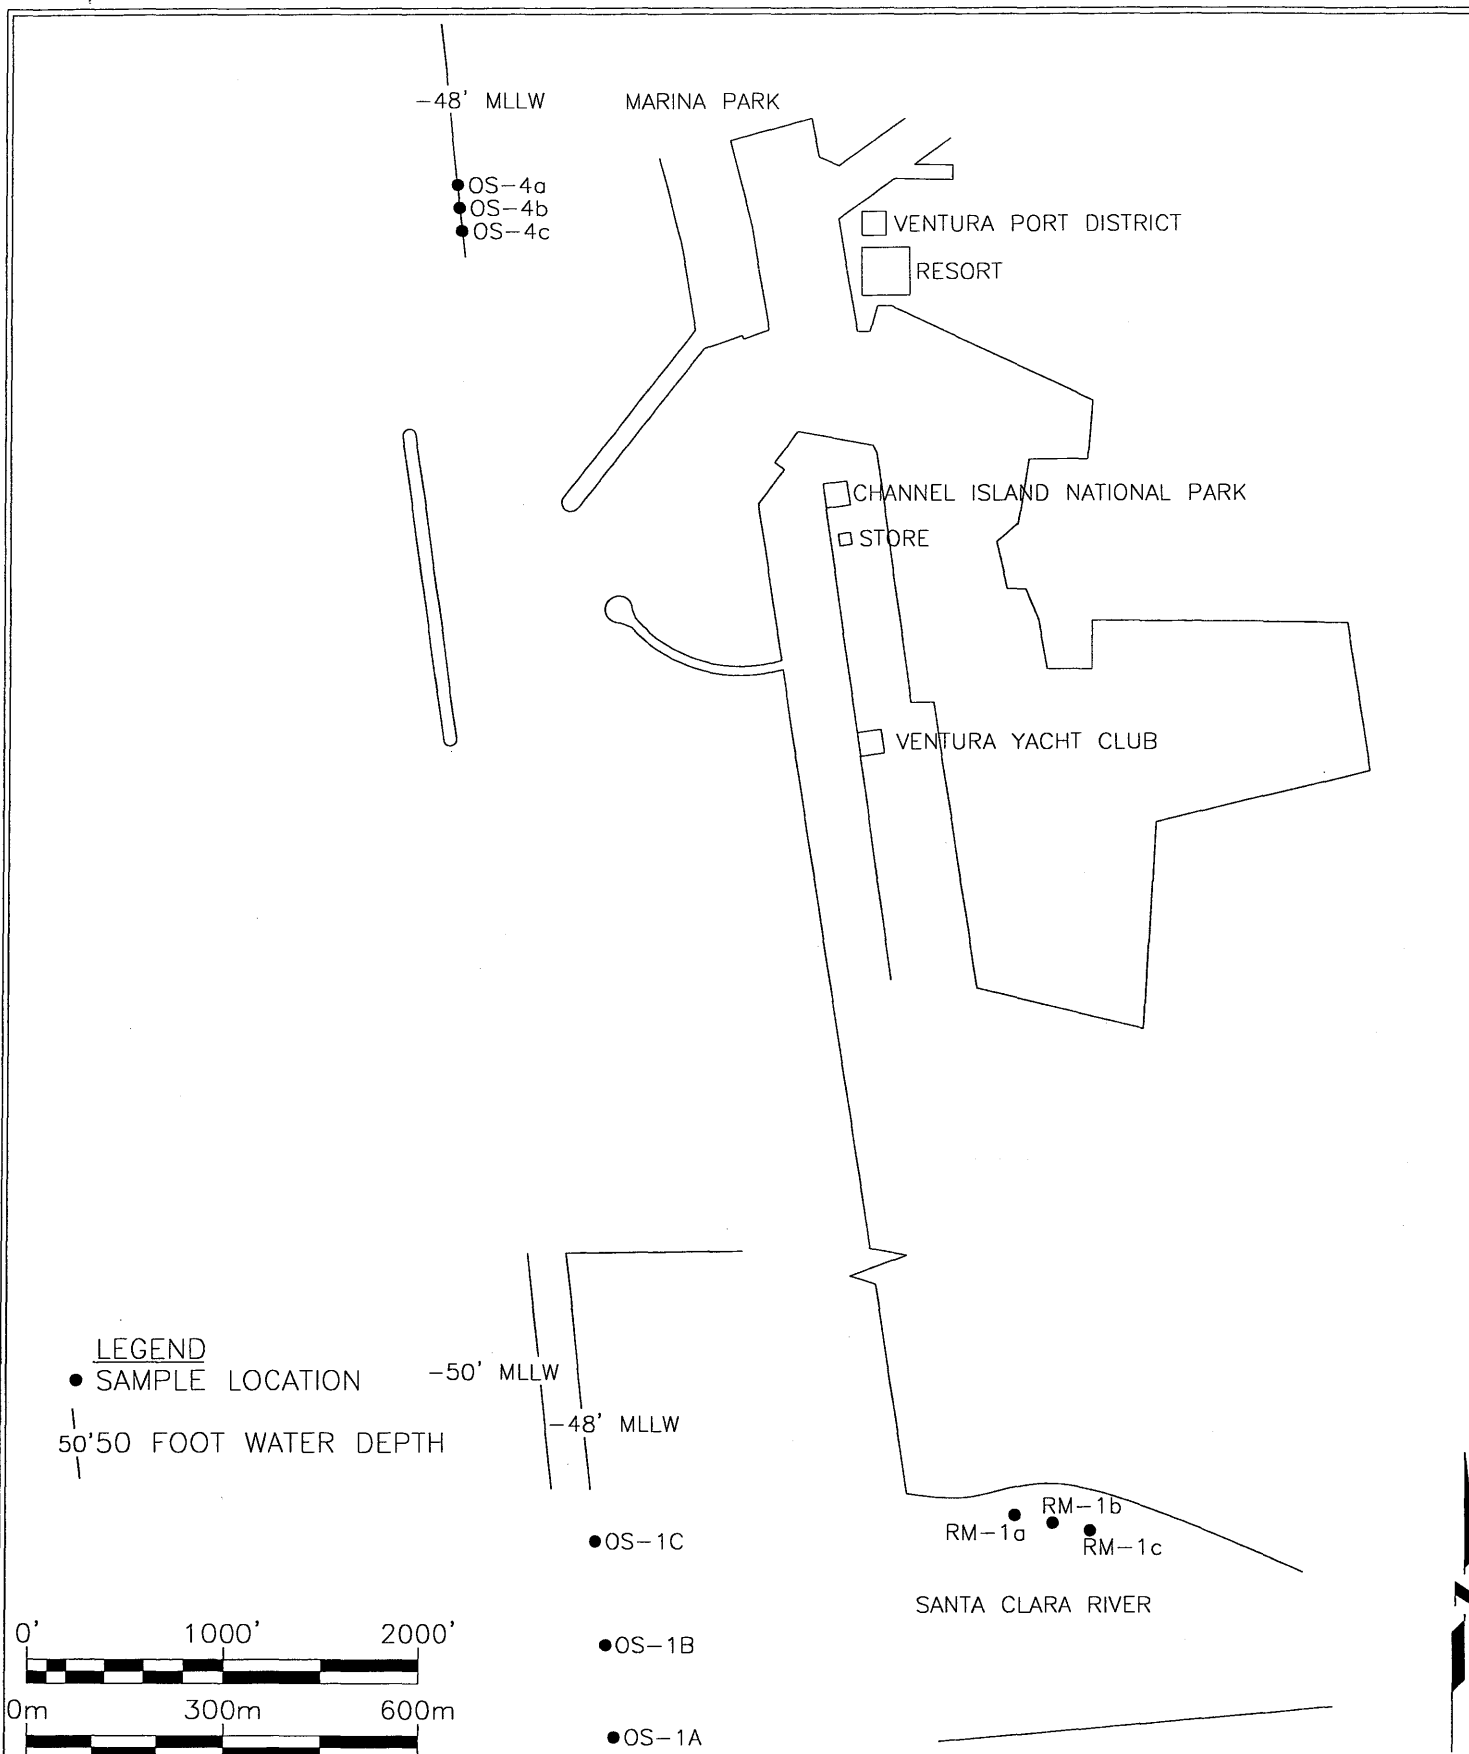 -48' MLLW
MARINA PARK
OS-4a
OS-4b
OS-4c
VENTURA PORT DISTRICT
RESORT
CHANNEL ISLAND NATIONAL PARK
STORE
VENTURA YACHT CLUB
LEGEND
SAMPLE LOCATION
50' 50 FOOT WATER DEPTH
-50' MLLW
-48' MLLW
RM-1a
RM-1b
RM-1c
OS-1C
SANTA CLARA RIVER
OS-1B
OS-1A
0' 1000' 2000'
0m 300m 600m